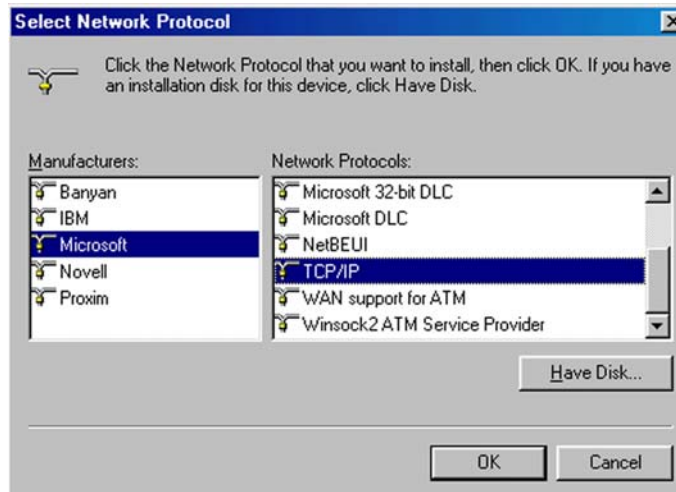 Select Network Protocol
Click the Network Protocol that you want to install, then click OK. If you have
an installation disk for this device, click Have Disk.
Manufacturers:
Banyan
IBM
Microsoft
Novell
Proxim
Network Protocols:
Microsoft 32-bit DLC
Microsoft DLC
NetBEUI
TCP/IP
WAN support for ATM
Winsock2 ATM Service Provider
Have Disk...
OK
Cancel